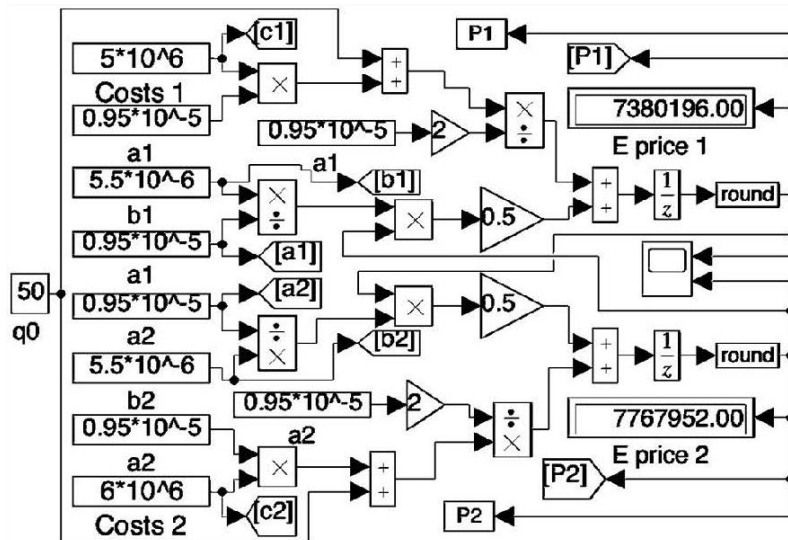 [c1]
5*10^6
Costs 1
0.95*10^-5
a1
5.5*10^-6
b1
0.95*10^-5
a1
0.95*10^-5
a2
5.5*10^-6
b2
0.95*10^-5
a2
6*10^6
Costs 2
[c2]
50
q0
×
+
+
0.95*10^-5
2
×
÷
a1
[b1]
×
÷
[a1]
×
0.5
[a2]
÷
×
×
0.5
[b2]
0.95*10^-5
2
a2
÷
×
×
+
+
P1
[P1]
7380196.00
E price 1
+
+
1
z
round
+
+
1
z
round
7767952.00
E price 2
[P2]
P2